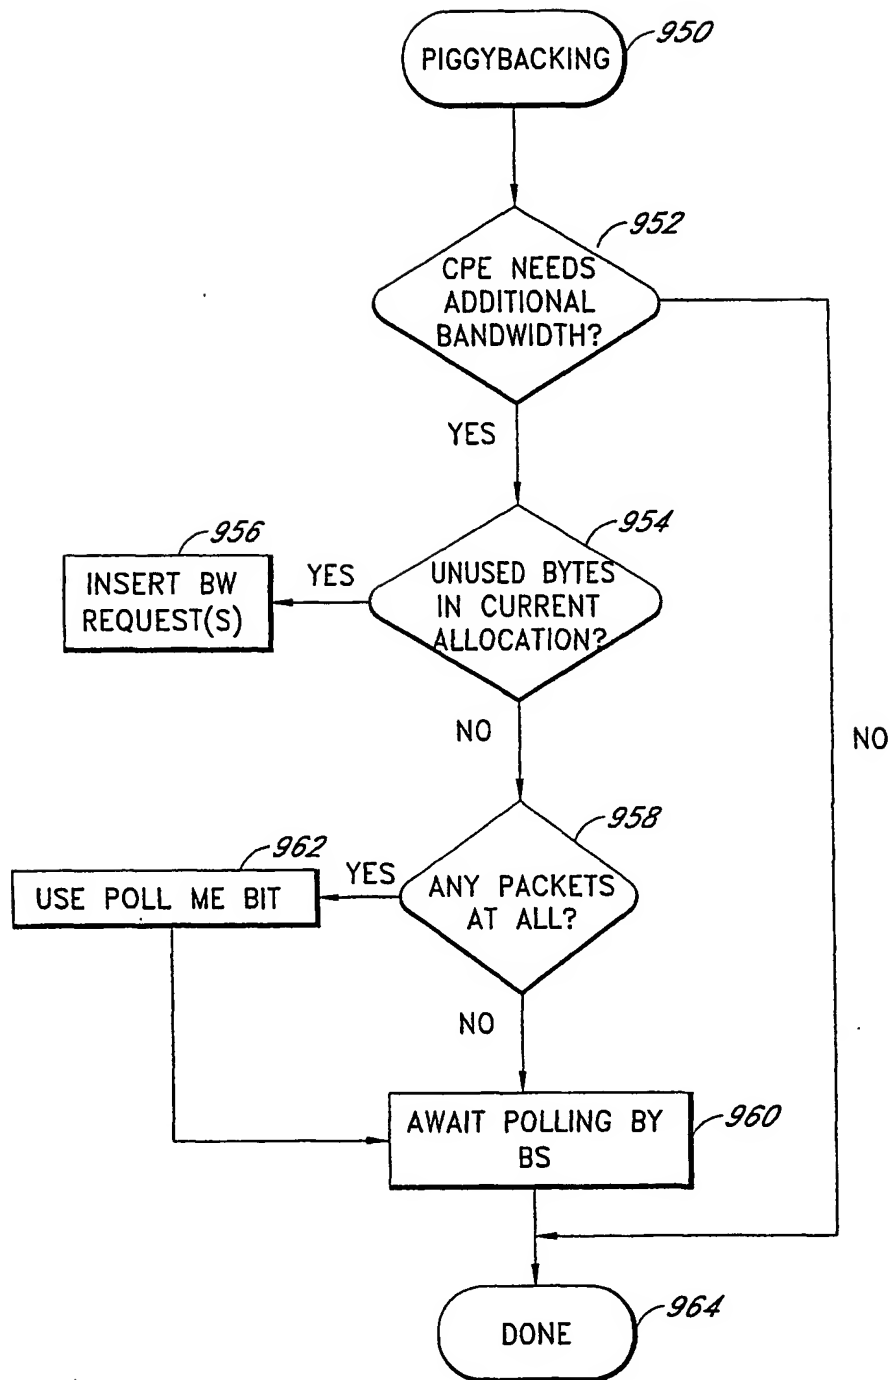 PIGGYBACKING
950
952
CPE NEEDS
ADDITIONAL
BANDWIDTH?
YES
954
956
UNUSED BYTES
IN CURRENT
ALLOCATION?
YES
INSERT BW
REQUEST(S)
NO
NO
958
962
ANY PACKETS
AT ALL?
YES
USE POLL ME BIT
NO
AWAIT POLLING BY
BS
960
964
DONE